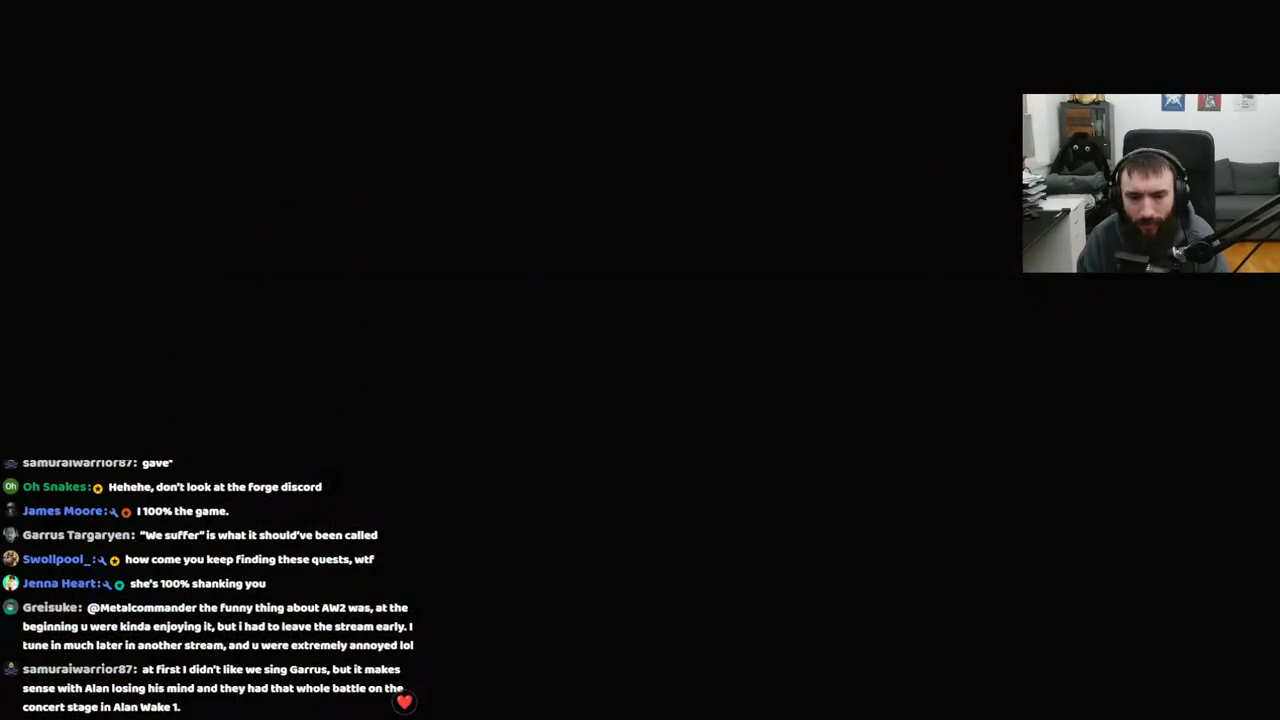 samuraiwarrior87: gave"
Oh Snakes: Hehehe, don't look at the forge discord
James Moore: I 100% the game.
Garrus Targaryen: "We suffer" is what it should've been called
Swollpool_: how come you keep finding these quests, wtf
Jenna Heart: she's 100% shanking you
Greisuke: @Metalcommander the funny thing about AW2 was, at the
beginning u were kinda enjoying it, but i had to leave the stream early. I
tune in much later in another stream, and u were extremely annoyed lol
samuraiwarrior87: at first I didn't like we sing Garrus, but it makes
sense with Alan losing his mind and they had that whole battle on the
concert stage in Alan Wake 1.